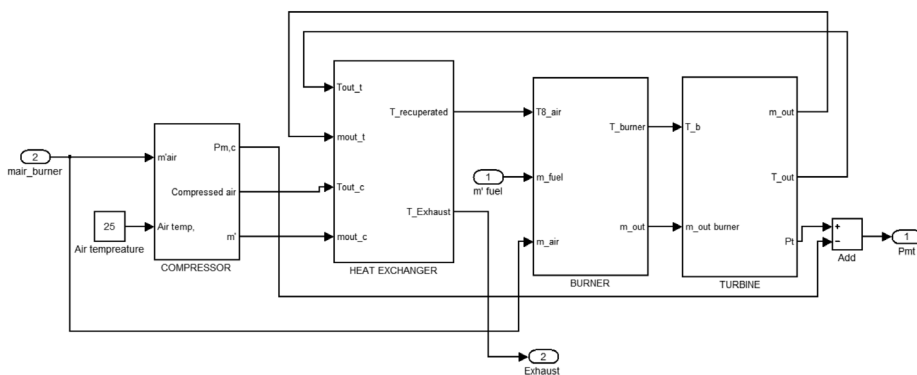 2
mair_burner
25
Air tempreature
m'air
Air temp,
Pm,c
Compressed air
m'
COMPRESSOR
Tout_t
mout_t
Tout_c
mout_c
T_recuperated
T_Exhaust
HEAT EXCHANGER
1
m' fuel
T8_air
m_fuel
m_air
T_burner
m_out
BURNER
T_b
m_out burner
m_out
T_out
Pt
TURBINE
+
−
Add
1
Pmt
2
Exhaust